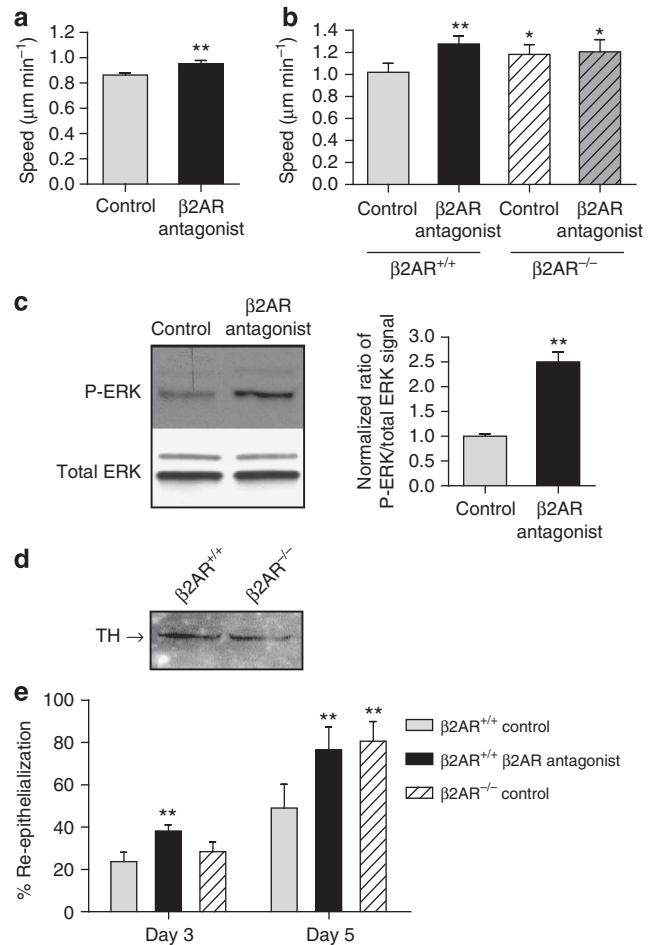 a
Speed (μm min⁻¹)
1.2
1.0
0.8
0.6
0.4
0.2
0.0
**
Control
β2AR
antagonist
b
Speed (μm min⁻¹)
1.4
1.2
1.0
0.8
0.6
0.4
0.2
0.0
**
*
*
Control
β2AR
antagonist
Control
β2AR
antagonist
β2AR⁺/⁺
β2AR⁻/⁻
c
Control
β2AR
antagonist
P-ERK
Total ERK
Normalized ratio of
P-ERK/total ERK signal
3.0
2.5
2.0
1.5
1.0
0.5
0.0
**
Control
β2AR
antagonist
d
β2AR⁺/⁺
β2AR⁻/⁻
TH →
e
% Re-epithelialization
100
80
60
40
20
0
**
**
**
Day 3
Day 5
β2AR⁺/⁺ control
β2AR⁺/⁺ β2AR antagonist
β2AR⁻/⁻ control